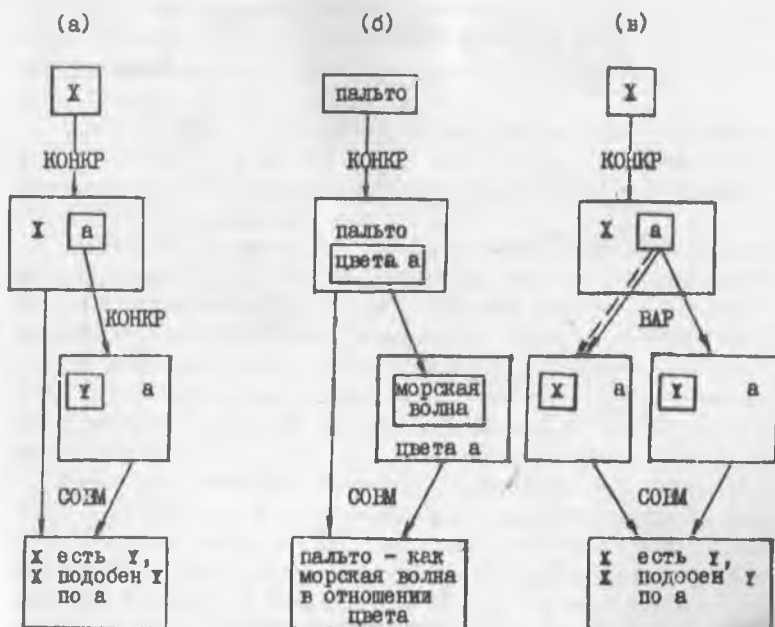 (а) (б) (в)
X пальто X
КОНКР КОНКР КОНКР
X а пальто X а
цвета а
КОНКР ВАР
Y а морская X а Y а
волна
цвета а
СОВМ СОВМ СОВМ
X есть Y, пальто – как X есть Y,
X подобен Y морская волна X подобен Y
по а в отношении по а
цвета